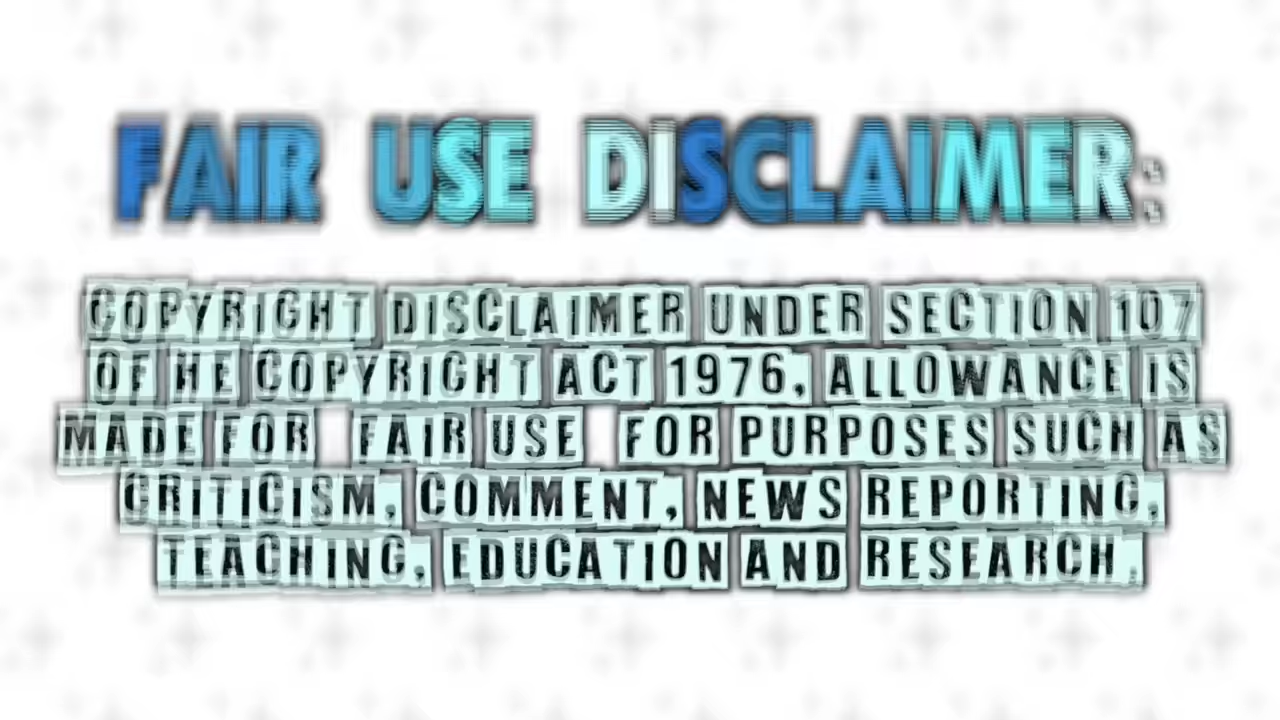 FAIR USE DISCLAIMER:
COPYRIGHT DISCLAIMER UNDER SECTION 107
OF HE COPYRIGHT ACT 1976, ALLOWANCE IS
MADE FOR FAIR USE FOR PURPOSES SUCH AS
CRITICISM, COMMENT, NEWS REPORTING,
TEACHING, EDUCATION AND RESEARCH.